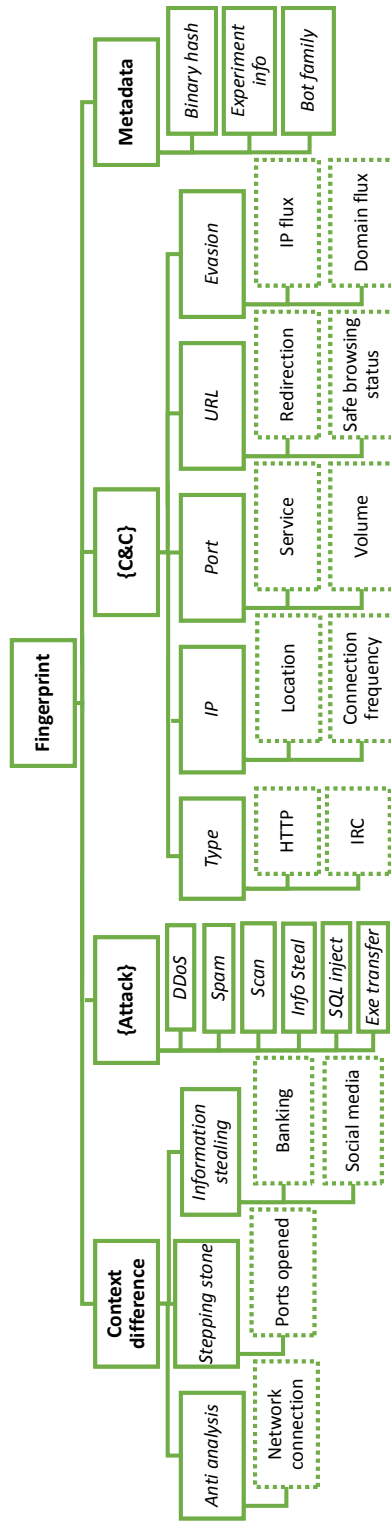 Fingerprint
Context
difference
{Attack}
{C&C}
Metadata
Anti analysis
Stepping stone
Information
stealing
Network
connection
Ports opened
Banking
Social media
DDoS
Spam
Scan
Info Steal
SQL inject
Exe transfer
Type
IP
Port
URL
Evasion
HTTP
IRC
Location
Connection
frequency
Service
Volume
Redirection
Safe browsing
status
IP flux
Domain flux
Binary hash
Experiment
info
Bot family